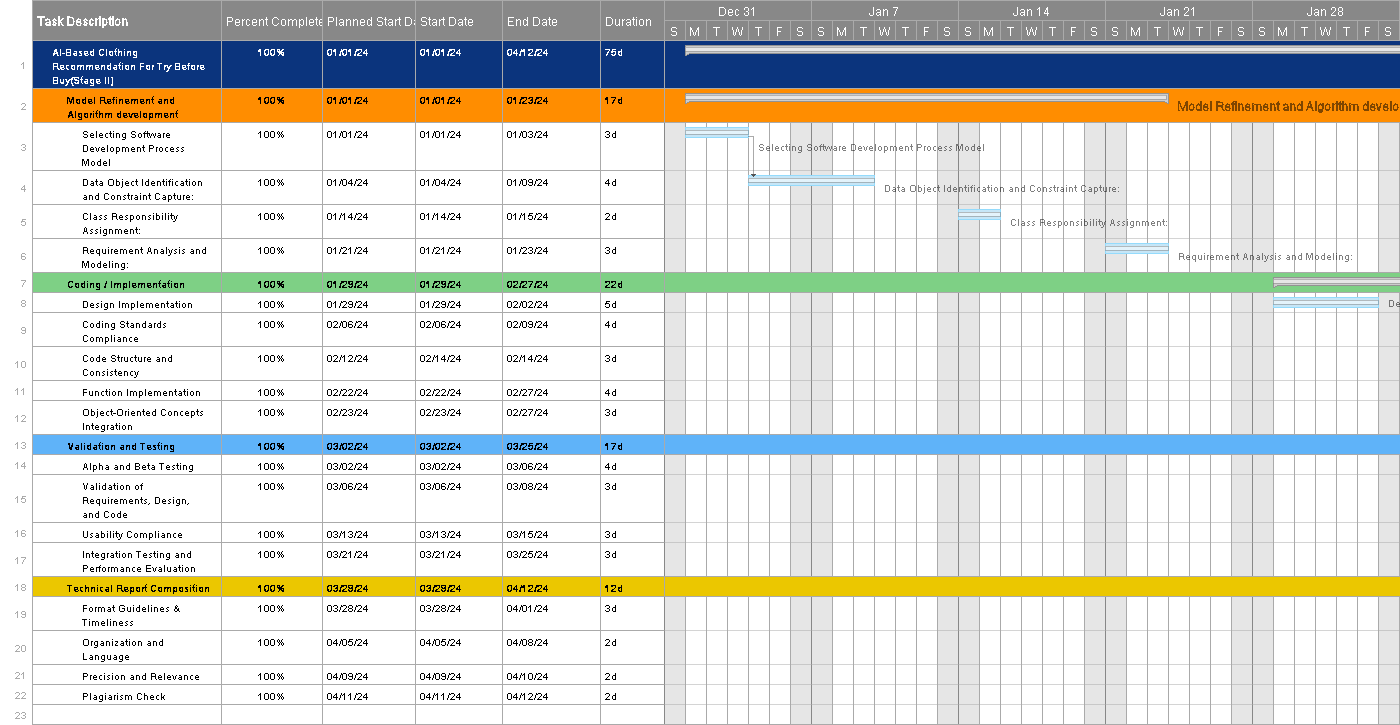 Task Description Percent Complete Planned Start Da Start Date End Date Duration Dec 31 Jan 7 Jan 14 Jan 21 Jan 28
S M T W T F S S M T W T F S S M T W T F S S M T W T F S S M T W T F S
1 AI-Based Clothing 100% 01/01/24 01/01/24 04/12/24 75d
Recommendation For Try Before
Buy(Stage II]
2 Model Refinement and 100% 01/01/24 01/01/24 01/23/24 17d Model Refinement and Algorithm develo
Algorithm development
3 Selecting Software 100% 01/01/24 01/01/24 01/03/24 3d Selecting Software Development Process Model
Development Process
Model
4 Data Object Identification 100% 01/04/24 01/04/24 01/09/24 4d Data Object Identification and Constraint Capture:
and Constraint Capture:
5 Class Responsibility 100% 01/14/24 01/14/24 01/15/24 2d Class Responsibility Assignment:
Assignment:
6 Requirement Analysis and 100% 01/21/24 01/21/24 01/23/24 3d Requirement Analysis and Modeling:
Modeling:
7 Coding / Implementation 100% 01/29/24 01/29/24 02/27/24 22d
8 Design Implementation 100% 01/29/24 01/29/24 02/02/24 5d De
9 Coding Standards 100% 02/06/24 02/06/24 02/09/24 4d
Compliance
10 Code Structure and 100% 02/12/24 02/14/24 02/14/24 3d
Consistency
11 Function Implementation 100% 02/22/24 02/22/24 02/27/24 4d
12 Object-Oriented Concepts 100% 02/23/24 02/23/24 02/27/24 3d
Integration
13 Validation and Testing 100% 03/02/24 03/02/24 03/25/24 17d
14 Alpha and Beta Testing 100% 03/02/24 03/02/24 03/06/24 4d
15 Validation of 100% 03/06/24 03/06/24 03/08/24 3d
Requirements, Design,
and Code
16 Usability Compliance 100% 03/13/24 03/13/24 03/15/24 3d
17 Integration Testing and 100% 03/21/24 03/21/24 03/25/24 3d
Performance Evaluation
18 Technical Report Composition 100% 03/28/24 03/28/24 04/12/24 12d
19 Format Guidelines & 100% 03/28/24 03/28/24 04/01/24 3d
Timeliness
20 Organization and 100% 04/05/24 04/05/24 04/08/24 2d
Language
21 Precision and Relevance 100% 04/09/24 04/09/24 04/10/24 2d
22 Plagiarism Check 100% 04/11/24 04/11/24 04/12/24 2d
23